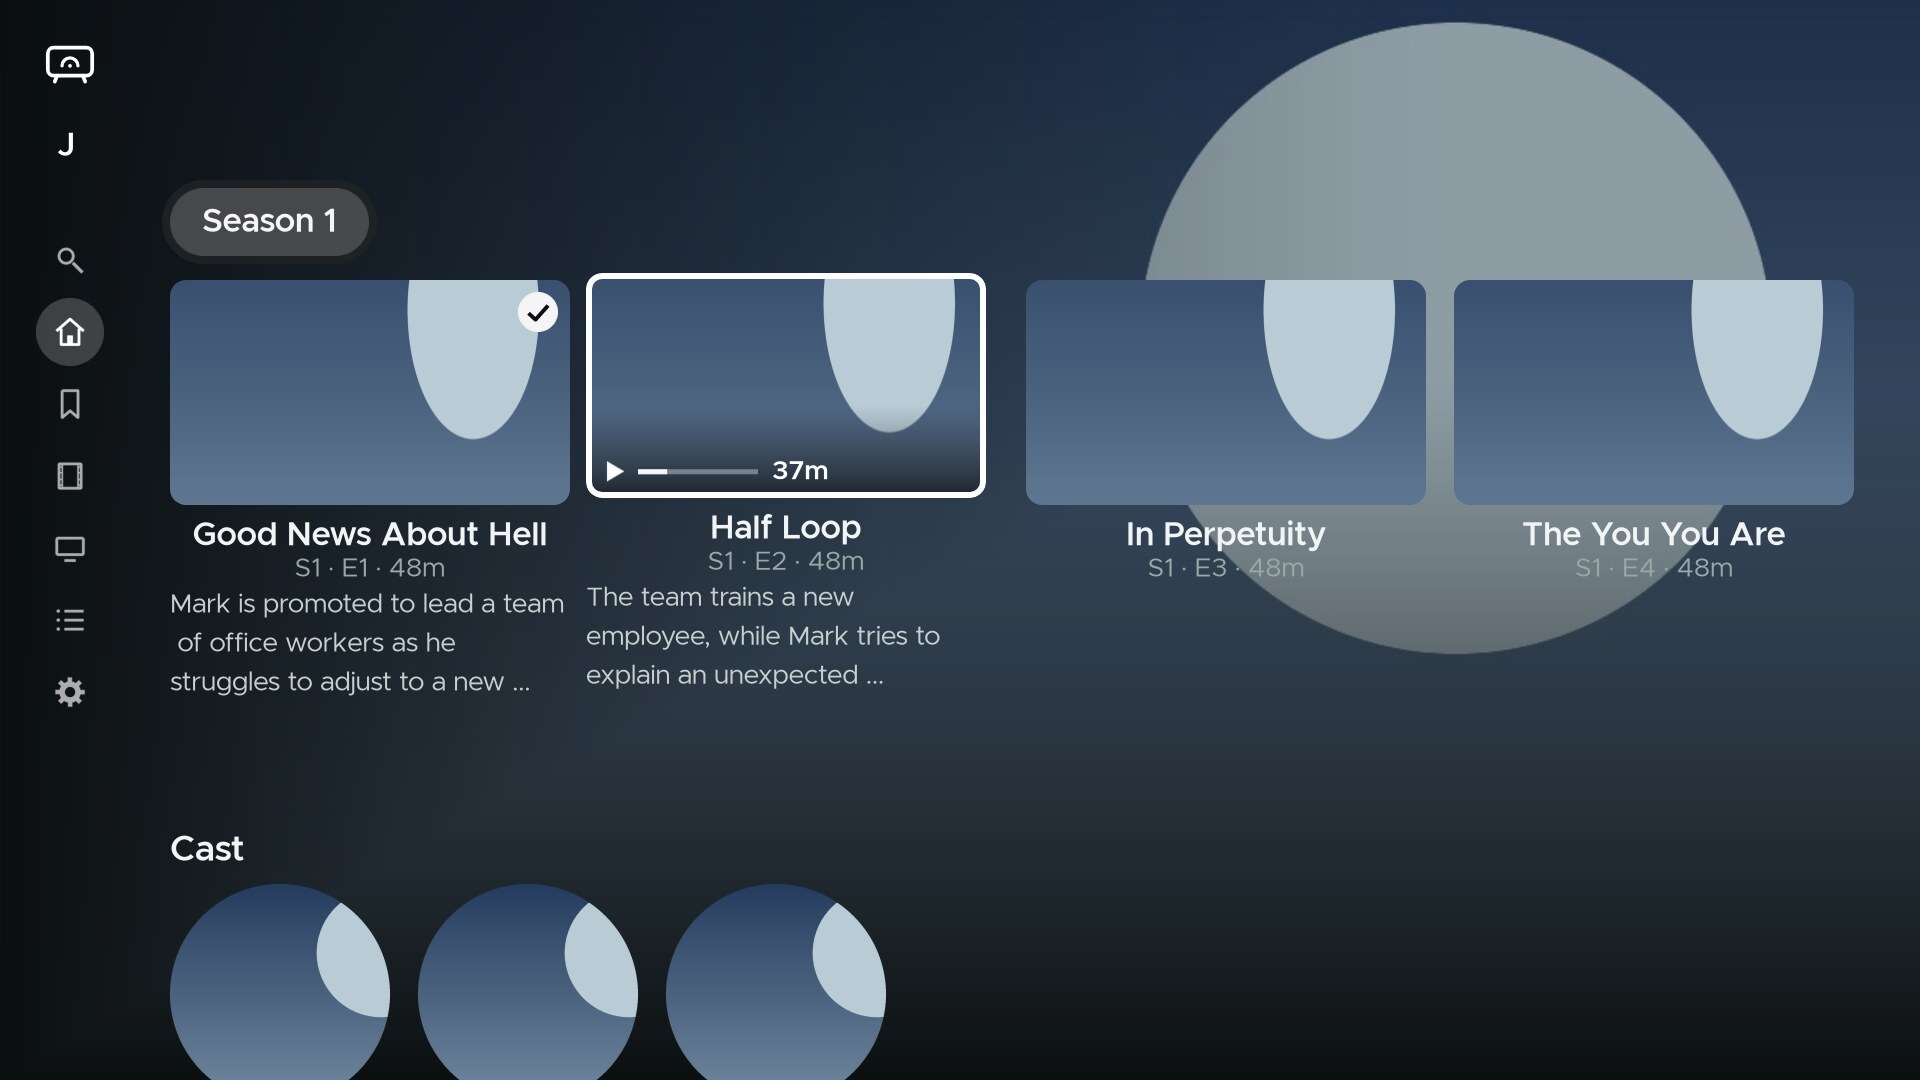 J
Season 1
37m
Good News About Hell
S1 · E1 · 48m
Mark is promoted to lead a team
of office workers as he
struggles to adjust to a new ...
Half Loop
S1 · E2 · 48m
The team trains a new
employee, while Mark tries to
explain an unexpected ...
In Perpetuity
S1 · E3 · 48m
The You You Are
S1 · E4 · 48m
Cast